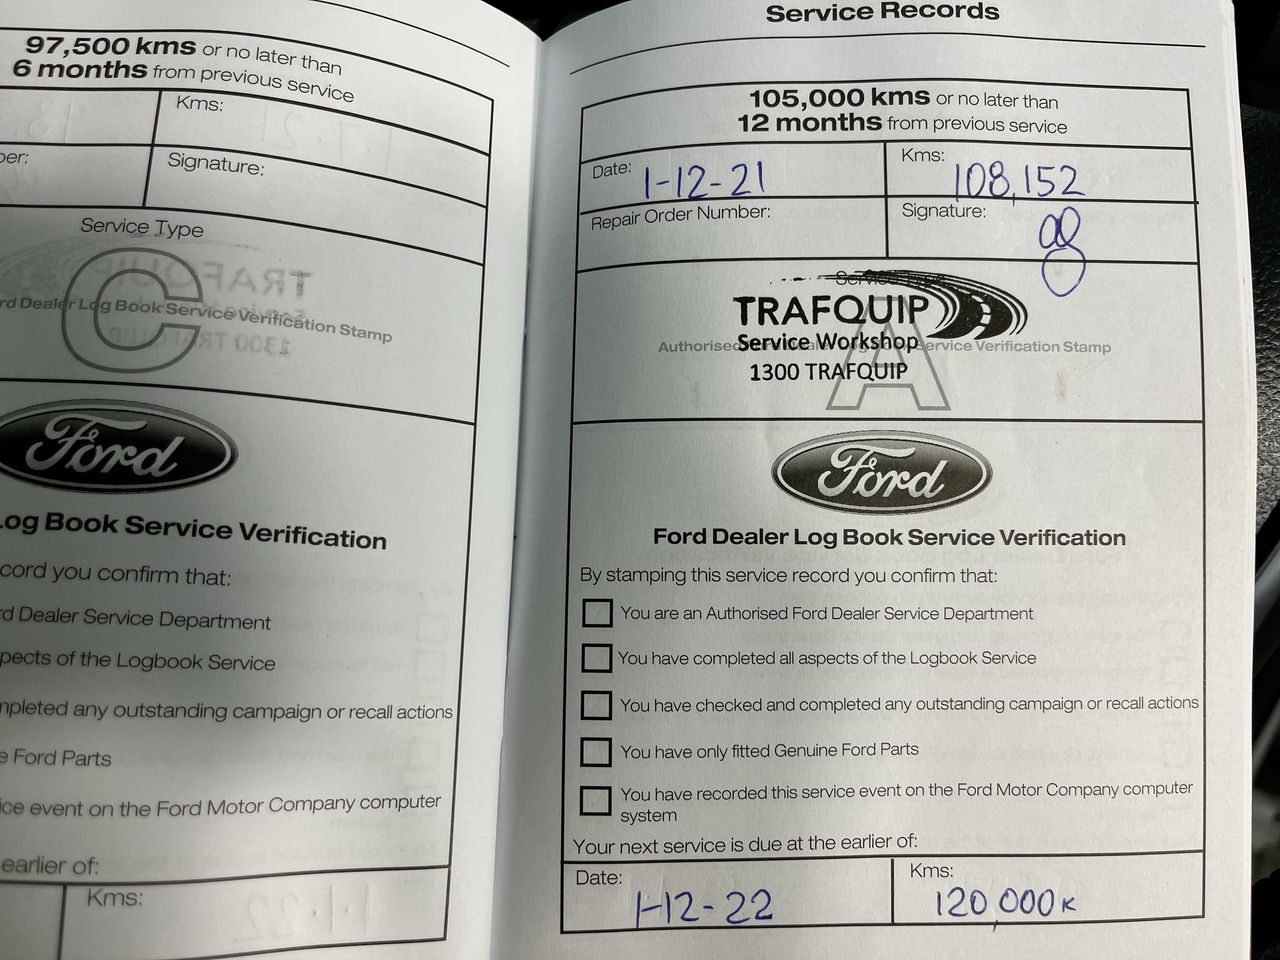 97,500 kms or no later than
6 months from previous service
Kms:
Signature:
Service Type
C
Dealer Log Book Service Verification Stamp
Ford
Log Book Service Verification
cord you confirm that:
Dealer Service Department
pects of the Logbook Service
mpleted any outstanding campaign or recall actions
Ford Parts
ice event on the Ford Motor Company computer
earlier of:
Kms:
Service Records
105,000 kms or no later than
12 months from previous service
Date: 1-12-21
Kms: 108,152
Repair Order Number:
Signature:
TRAFQUIP
Service Workshop
1300 TRAFQUIP
A
Authorised Service Verification Stamp
Ford
Ford Dealer Log Book Service Verification
By stamping this service record you confirm that:
You are an Authorised Ford Dealer Service Department
You have completed all aspects of the Logbook Service
You have checked and completed any outstanding campaign or recall actions
You have only fitted Genuine Ford Parts
You have recorded this service event on the Ford Motor Company computer
system
Your next service is due at the earlier of:
Date: 1-12-22
Kms: 120,000K